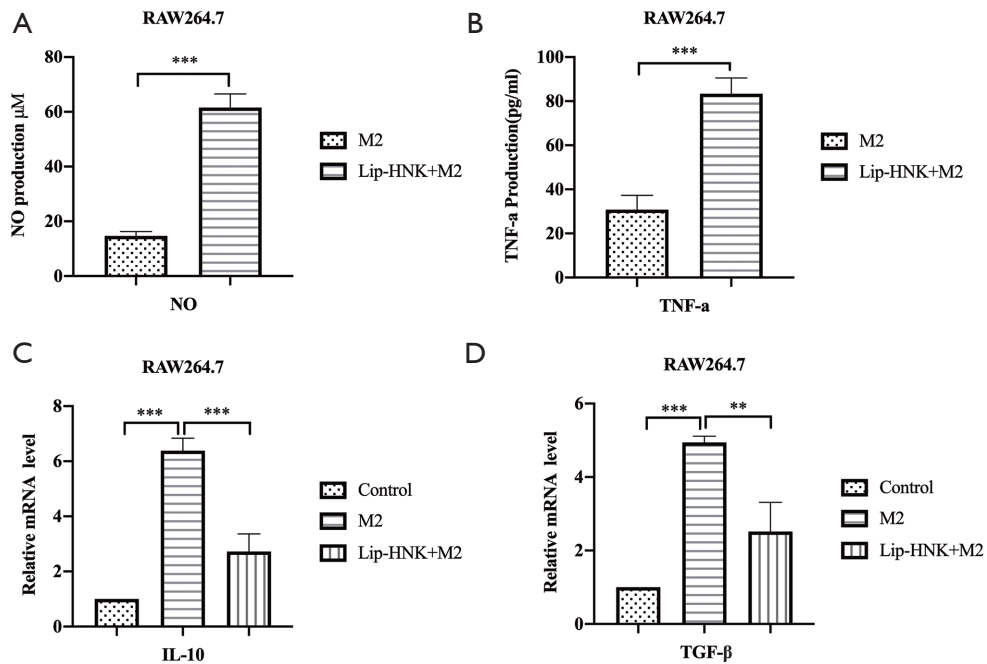 A
RAW264.7
NO production μM
80
60
40
20
0
***
NO
M2
Lip-HNK+M2
B
RAW264.7
TNF-a Production(pg/ml)
100
80
60
40
20
0
***
TNF-a
M2
Lip-HNK+M2
C
RAW264.7
Relative mRNA level
8
6
4
2
0
*** ***
IL-10
Control
M2
Lip-HNK+M2
D
RAW264.7
Relative mRNA level
6
4
2
0
*** **
TGF-β
Control
M2
Lip-HNK+M2